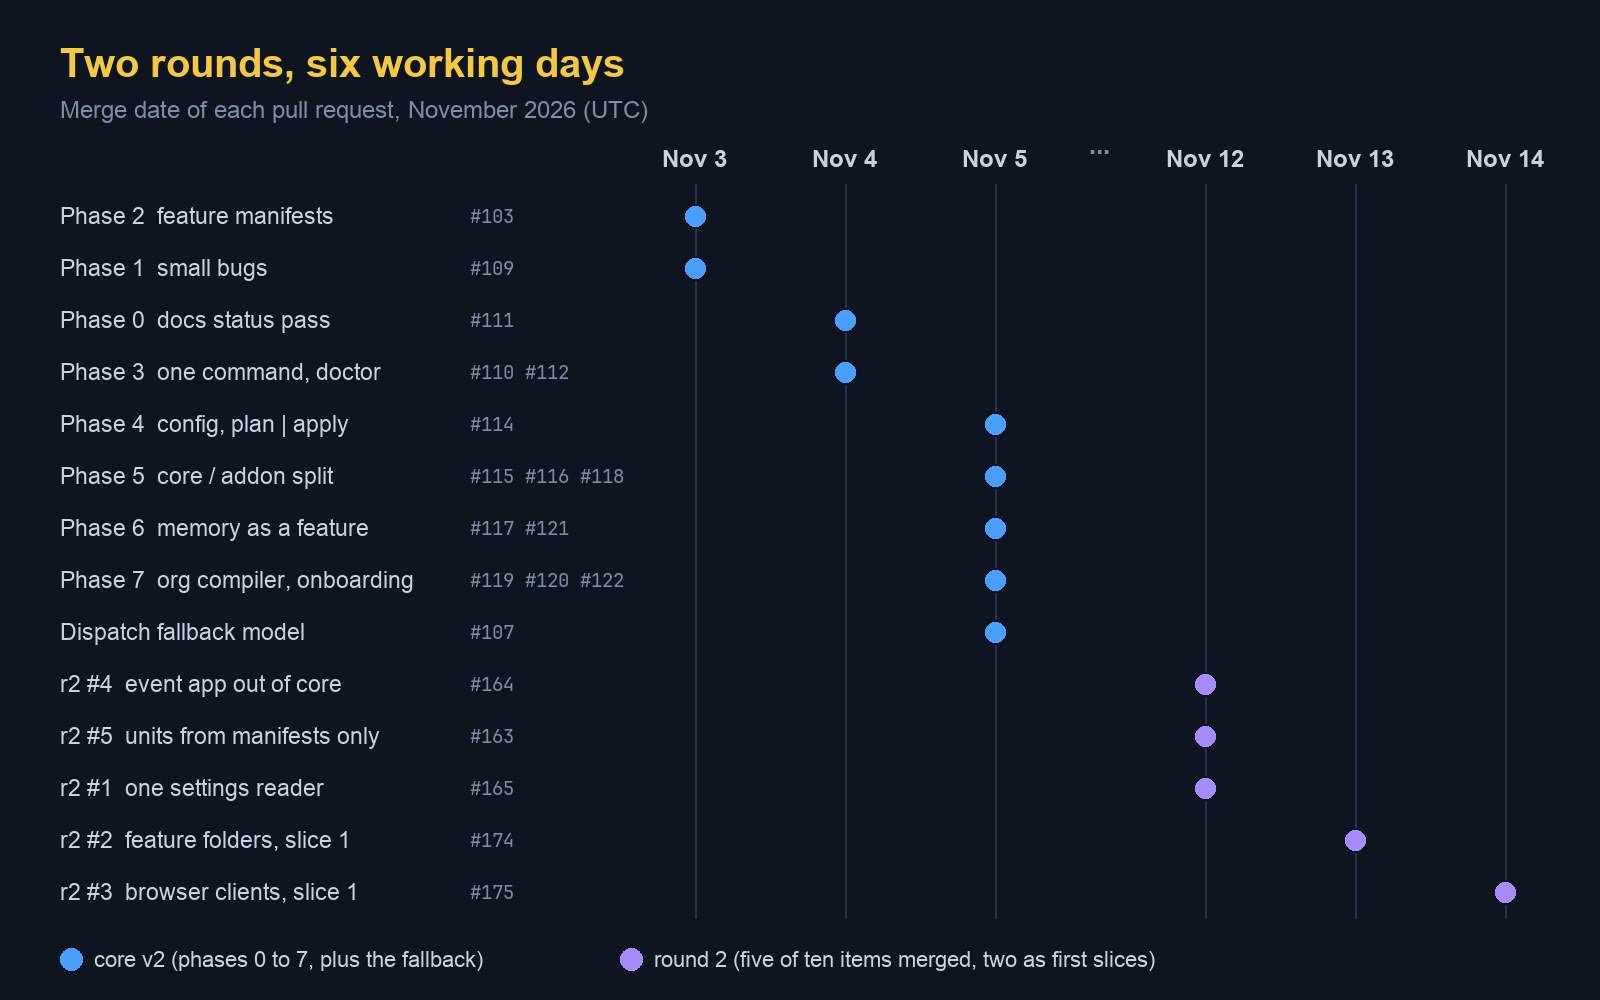 Two rounds, six working days
Merge date of each pull request, November 2026 (UTC)
Nov 3 Nov 4 Nov 5 ... Nov 12 Nov 13 Nov 14
Phase 2 feature manifests #103
Phase 1 small bugs #109
Phase 0 docs status pass #111
Phase 3 one command, doctor #110 #112
Phase 4 config, plan | apply #114
Phase 5 core / addon split #115 #116 #118
Phase 6 memory as a feature #117 #121
Phase 7 org compiler, onboarding #119 #120 #122
Dispatch fallback model #107
r2 #4 event app out of core #164
r2 #5 units from manifests only #163
r2 #1 one settings reader #165
r2 #2 feature folders, slice 1 #174
r2 #3 browser clients, slice 1 #175
core v2 (phases 0 to 7, plus the fallback) round 2 (five of ten items merged, two as first slices)